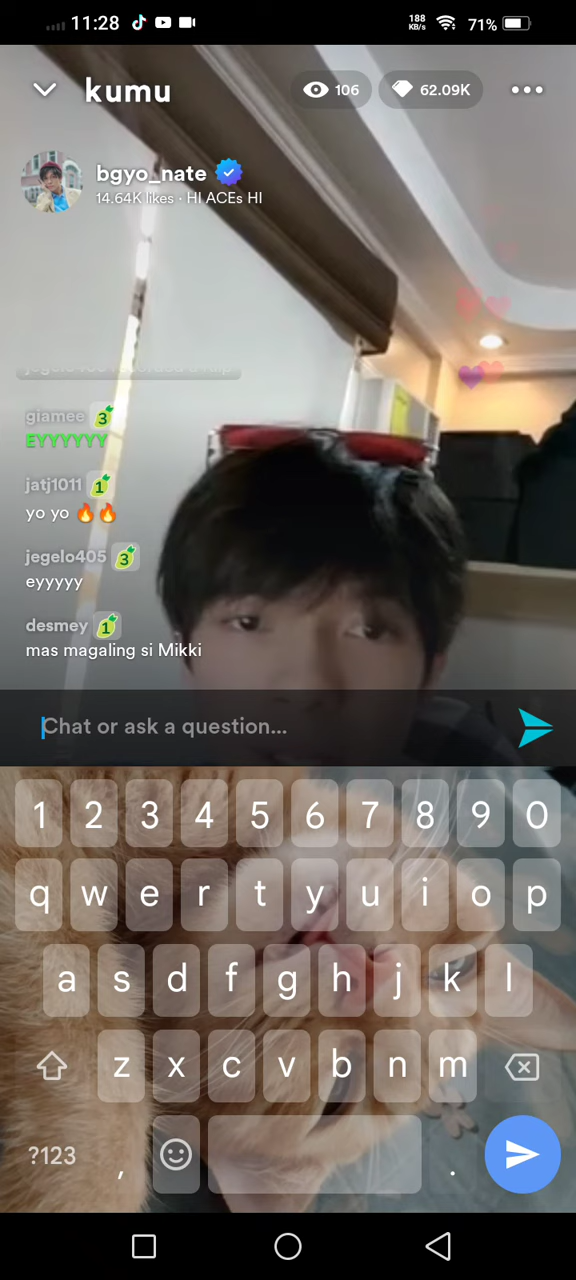 11:28
188
KB/s
71%
kumu
106
62.09K
bgyo_nate
14.64K likes · HI ACEs HI
giamee 3
EYYYYYY
jatj1011 1
yo yo 🔥🔥
jegelo405 3
eyyyyy
desmey 1
mas magaling si Mikki
Chat or ask a question...
1 2 3 4 5 6 7 8 9 0
q w e r t y u i o p
a s d f g h j k l
z x c v b n m
?123 , .